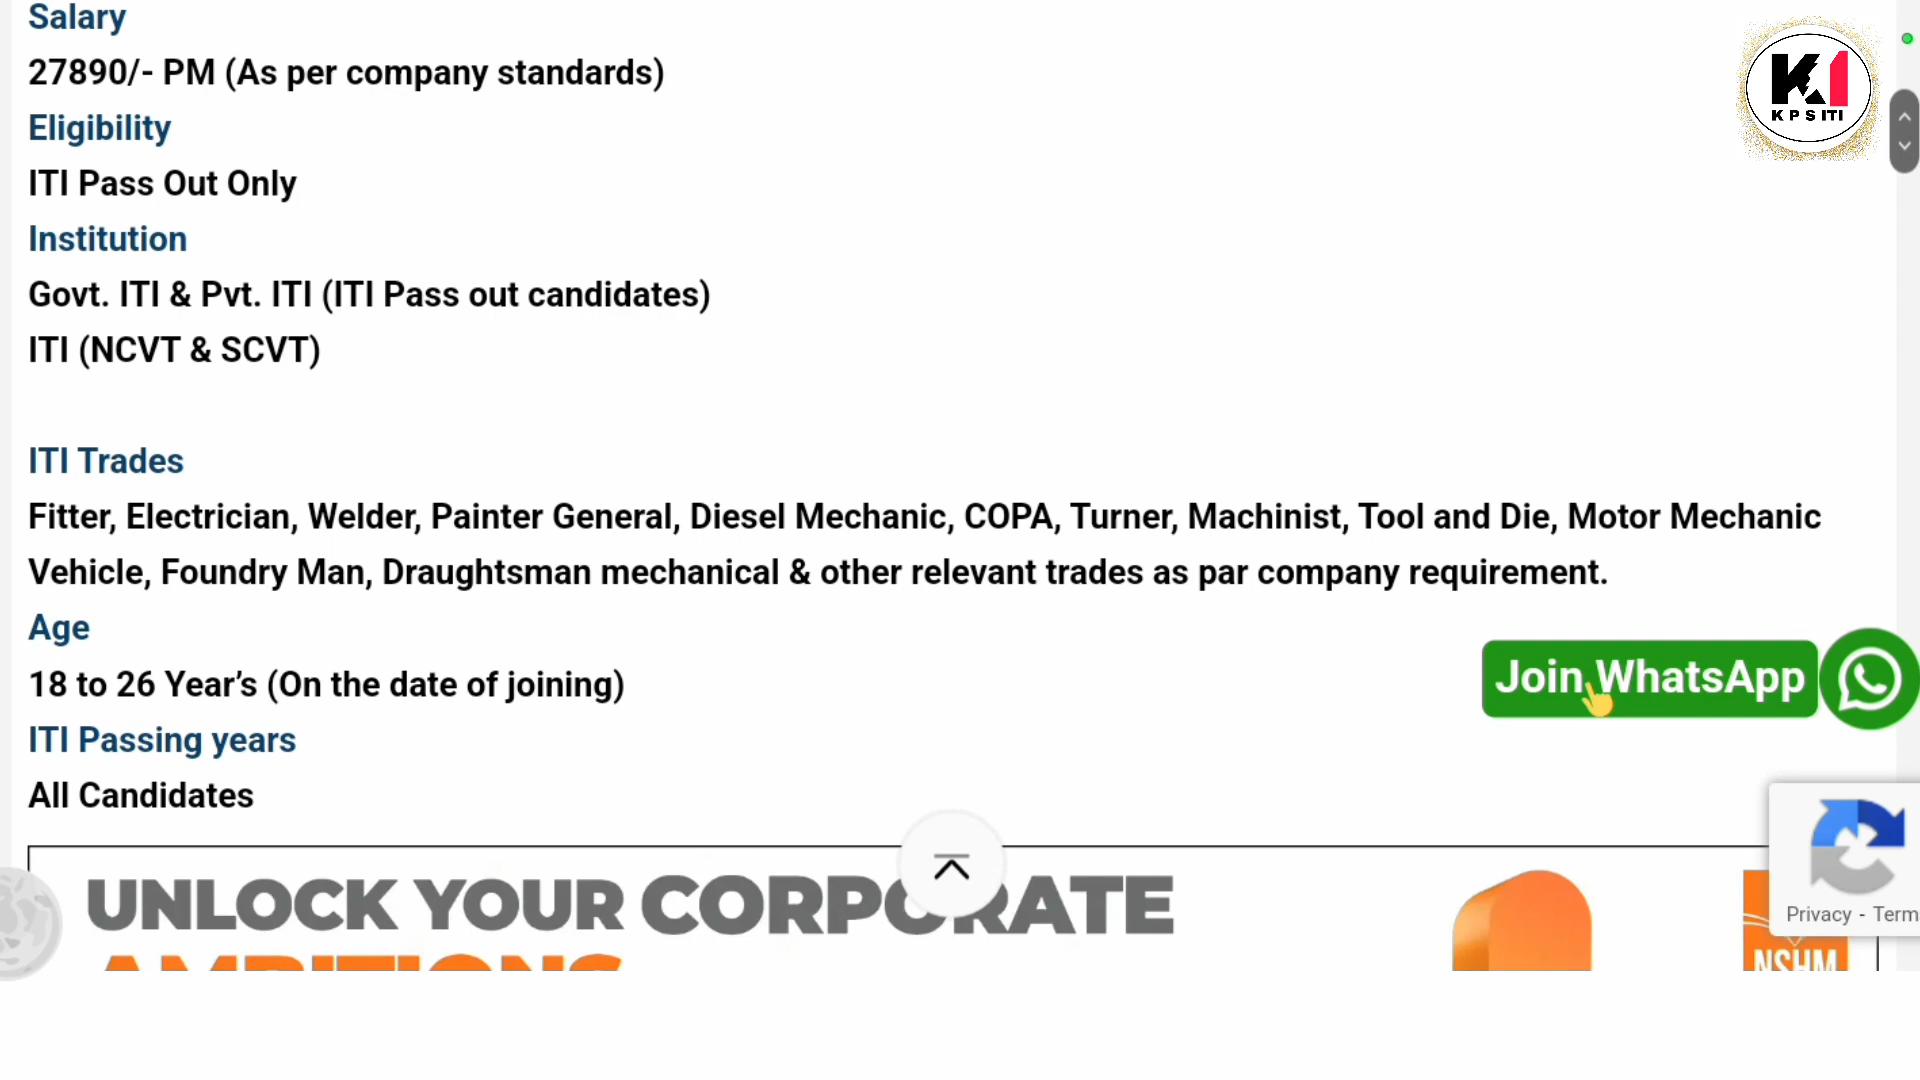 Salary
27890/- PM (As per company standards)
Eligibility
ITI Pass Out Only
Institution
Govt. ITI & Pvt. ITI (ITI Pass out candidates)
ITI (NCVT & SCVT)
ITI Trades
Fitter, Electrician, Welder, Painter General, Diesel Mechanic, COPA, Turner, Machinist, Tool and Die, Motor Mechanic
Vehicle, Foundry Man, Draughtsman mechanical & other relevant trades as par company requirement.
Age
18 to 26 Year’s (On the date of joining)
ITI Passing years
All Candidates
K1
KPS ITI
Join WhatsApp
Privacy - Term
UNLOCK YOUR CORPORATE
AMBITIONS
NSHM